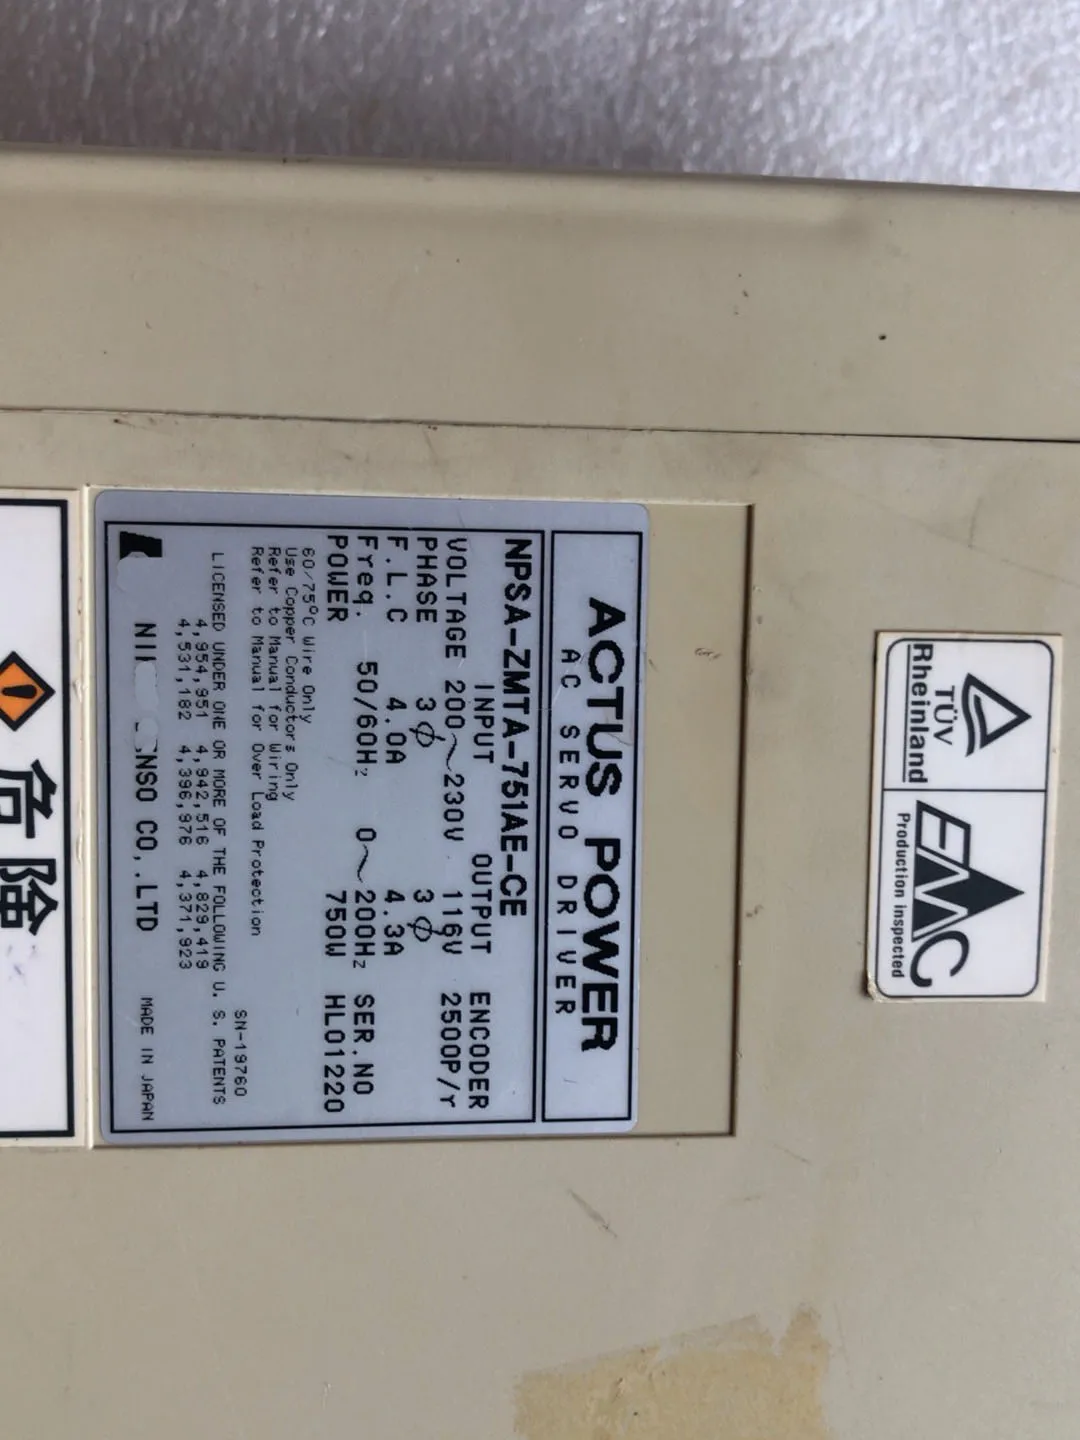 ACTUS POWER
AC SERVO DRIVER
NPSA-ZMTA-751AE-CE
INPUT OUTPUT ENCODER
VOLTAGE 200~230V 116V 2500P/r
PHASE 3ϕ 3ϕ
F.L.C 4.0A 4.3A
Freq. 50/60Hz 0~200Hz SER.NO
POWER 750W HL01220
60/75°C Wire Only
Use Copper Conductors Only
Refer to Manual for Wiring
Refer to Manual for Over Load Protection
SN-19760
LICENSED UNDER ONE OR MORE OF THE FOLLOWING U. S. PATENTS
4,954,951 4,942,516 4,829,419
4,531,182 4,396,976 4,371,923
CO.,LTD MADE IN JAPAN
TÜV
Rheinland
EMC
Production inspected
危険